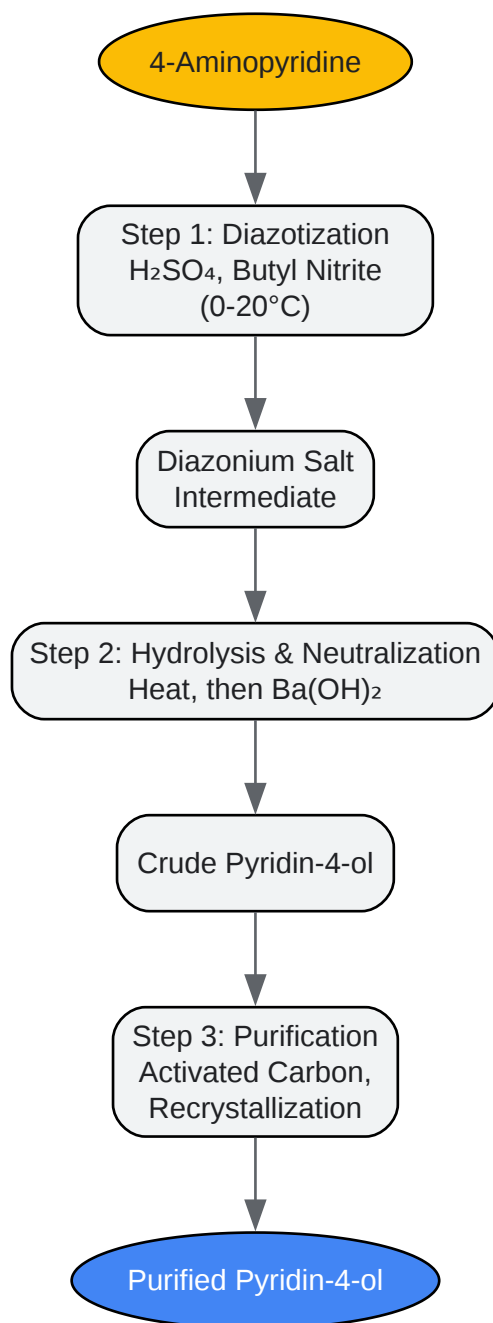 4-Aminopyridine
Step 1: Diazotization
H₂SO₄, Butyl Nitrite
(0-20°C)
Diazonium Salt
Intermediate
Step 2: Hydrolysis & Neutralization
Heat, then Ba(OH)₂
Crude Pyridin-4-ol
Step 3: Purification
Activated Carbon,
Recrystallization
Purified Pyridin-4-ol